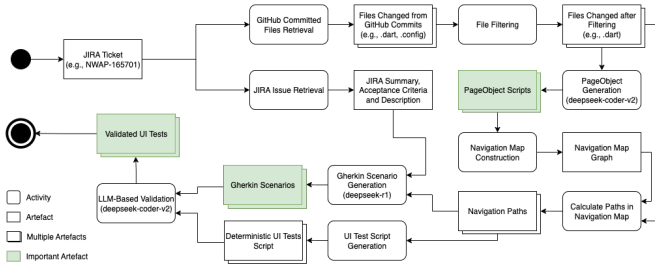 GitHub Committed
Files Retrieval
Files Changed from
GitHub Commits
(e.g., .dart, .config)
File Filtering
Files Changed after
Filtering
(e.g., .dart)
JIRA Ticket
(e.g., NWAP-165701)
JIRA Issue Retrieval
JIRA Summary,
Acceptance Criteria
and Description
PageObject Scripts
PageObject
Generation
(deepseek-coder-v2)
Validated UI Tests
Navigation Map
Construction
Navigation Map
Graph
Gherkin Scenarios
Gherkin Scenario
Generation
(deepseek-r1)
LLM-Based Validation
(deepseek-coder-v2)
Navigation Paths
Calculate Paths in
Navigation Map
Deterministic UI Tests
Script
UI Test Script
Generation
Activity
Artefact
Multiple Artefacts
Important Artefact